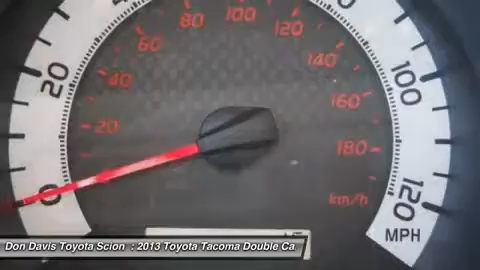 80 100 120
60 140
40 160
20 180
km/h
20 100
0 120
MPH
Don Davis Toyota Scion : 2013 Toyota Tacoma Double Ca